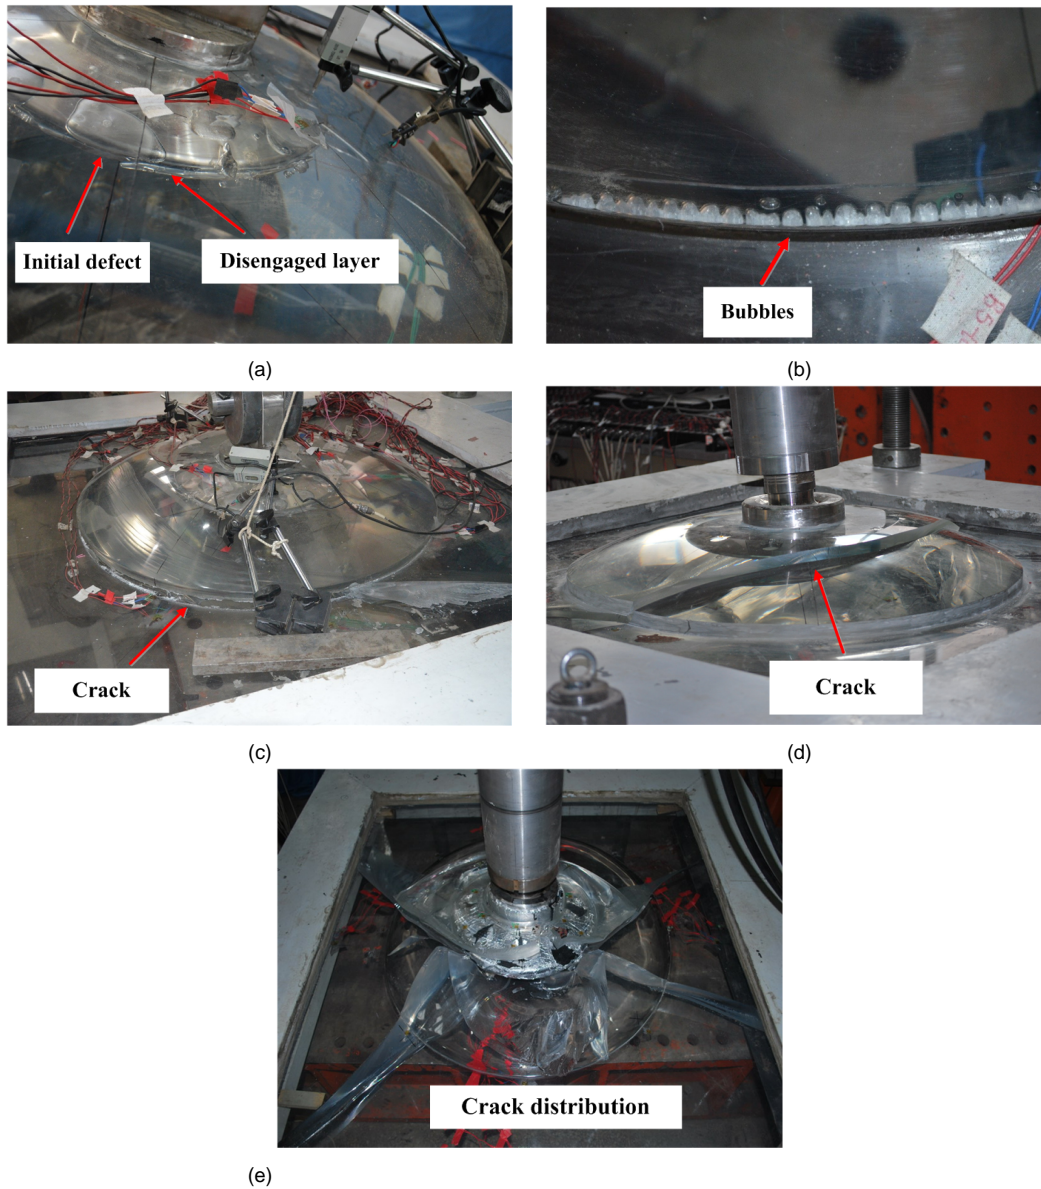 Initial defect
Disengaged layer
(a)
Bubbles
(b)
Crack
(c)
Crack
(d)
Crack distribution
(e)